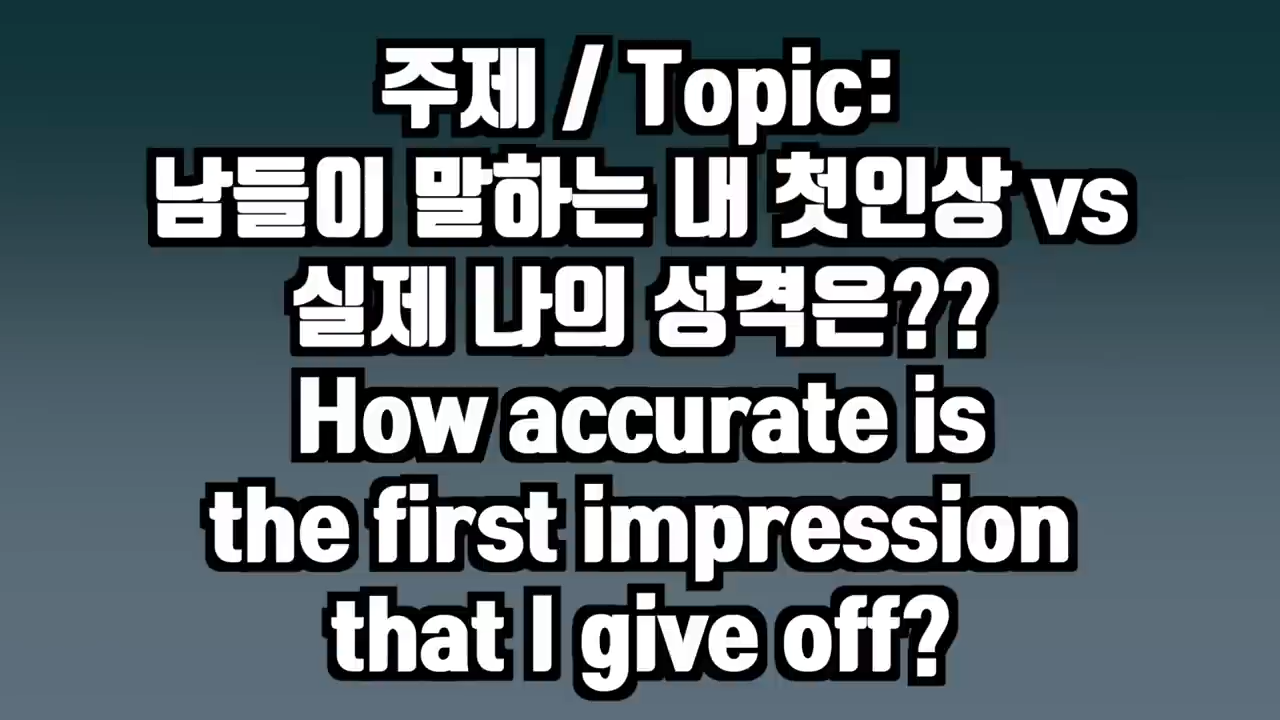 주제 / Topic:
남들이 말하는 내 첫인상 vs
실제 나의 성격은??
How accurate is
the first impression
that I give off?